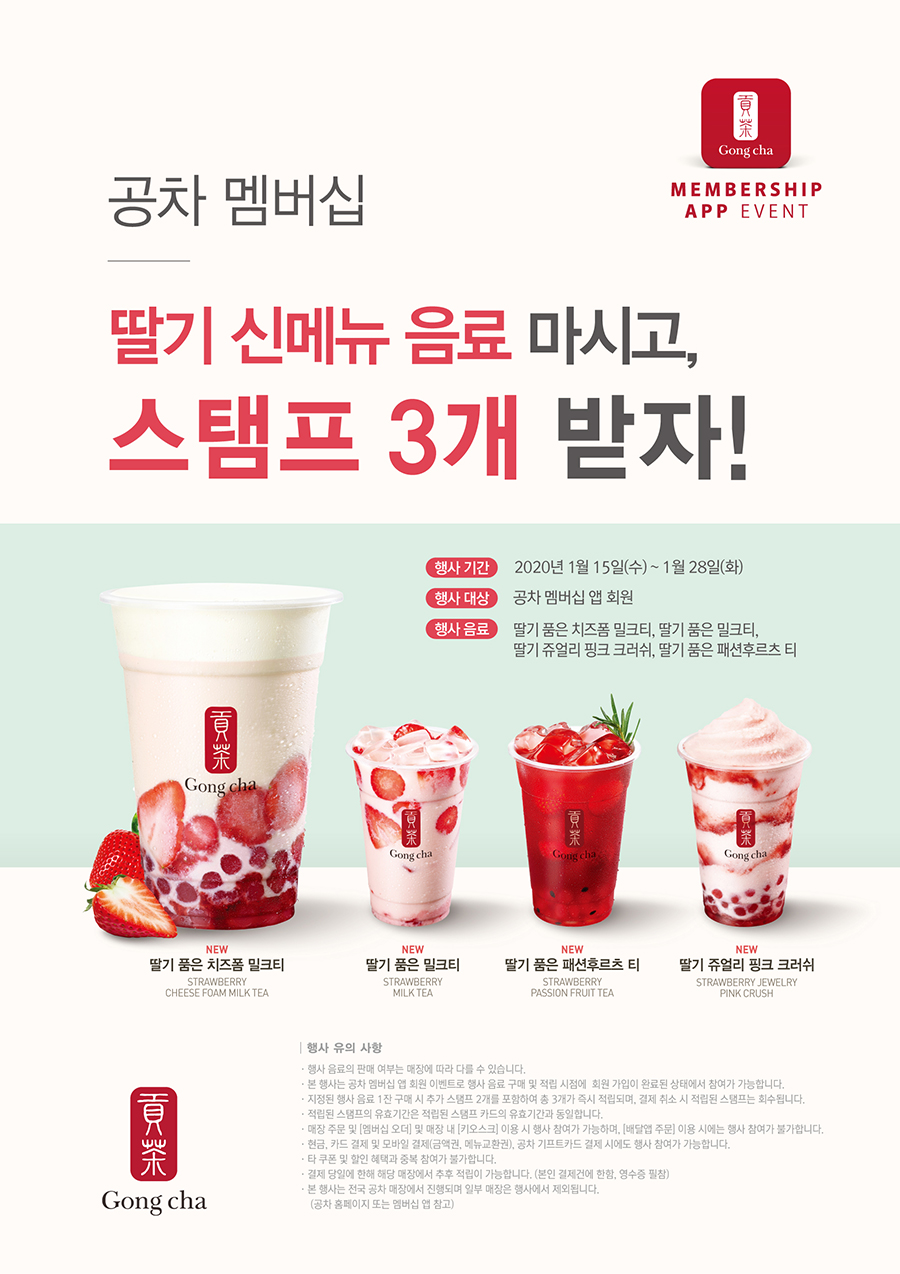 貢茶
Gong cha
MEMBERSHIP
APP EVENT
공차 멤버십
딸기 신메뉴 음료 마시고,
스탬프 3개 받자!
행사 기간 2020년 1월 15일(수) ~ 1월 28일(화)
행사 대상 공차 멤버십 앱 회원
행사 음료 딸기 품은 치즈폼 밀크티, 딸기 품은 밀크티,
딸기 쥬얼리 핑크 크러쉬, 딸기 품은 패션후르츠 티
貢茶
Gong cha
貢茶
Gong cha
貢茶
Gong cha
貢茶
Gong cha
NEW
딸기 품은 치즈폼 밀크티
STRAWBERRY
CHEESE FOAM MILK TEA
NEW
딸기 품은 밀크티
STRAWBERRY
MILK TEA
NEW
딸기 품은 패션후르츠 티
STRAWBERRY
PASSION FRUIT TEA
NEW
딸기 쥬얼리 핑크 크러쉬
STRAWBERRY JEWELRY
PINK CRUSH
| 행사 유의 사항
· 행사 음료의 판매 여부는 매장에 따라 다를 수 있습니다.
· 본 행사는 공차 멤버십 앱 회원 이벤트로 행사 음료 구매 및 적립 시점에 회원 가입이 완료된 상태에서 참여가 가능합니다.
· 지정된 행사 음료 1잔 구매 시 추가 스탬프 2개를 포함하여 총 3개가 즉시 적립되며, 결제 취소 시 적립된 스탬프는 회수됩니다.
· 적립된 스탬프의 유효기간은 적립된 스탬프 카드의 유효기간과 동일합니다.
· 매장 주문 및 [멤버십 오더] 및 매장 내 [키오스크] 이용 시 행사 참여가 가능하며, [배달앱 주문] 이용 시에는 행사 참여가 불가합니다.
· 현금, 카드 결제 및 모바일 결제(금액권, 메뉴교환권), 공차 기프트카드 결제 시에도 행사 참여가 가능합니다.
· 타 쿠폰 및 할인 혜택과 중복 참여가 불가합니다.
· 결제 당일에 한해 해당 매장에서 추후 적립이 가능합니다. (본인 결제건에 한함, 영수증 필참)
· 본 행사는 전국 공차 매장에서 진행되며 일부 매장은 행사에서 제외됩니다.
(공차 홈페이지 또는 멤버십 앱 참고)
貢茶
Gong cha